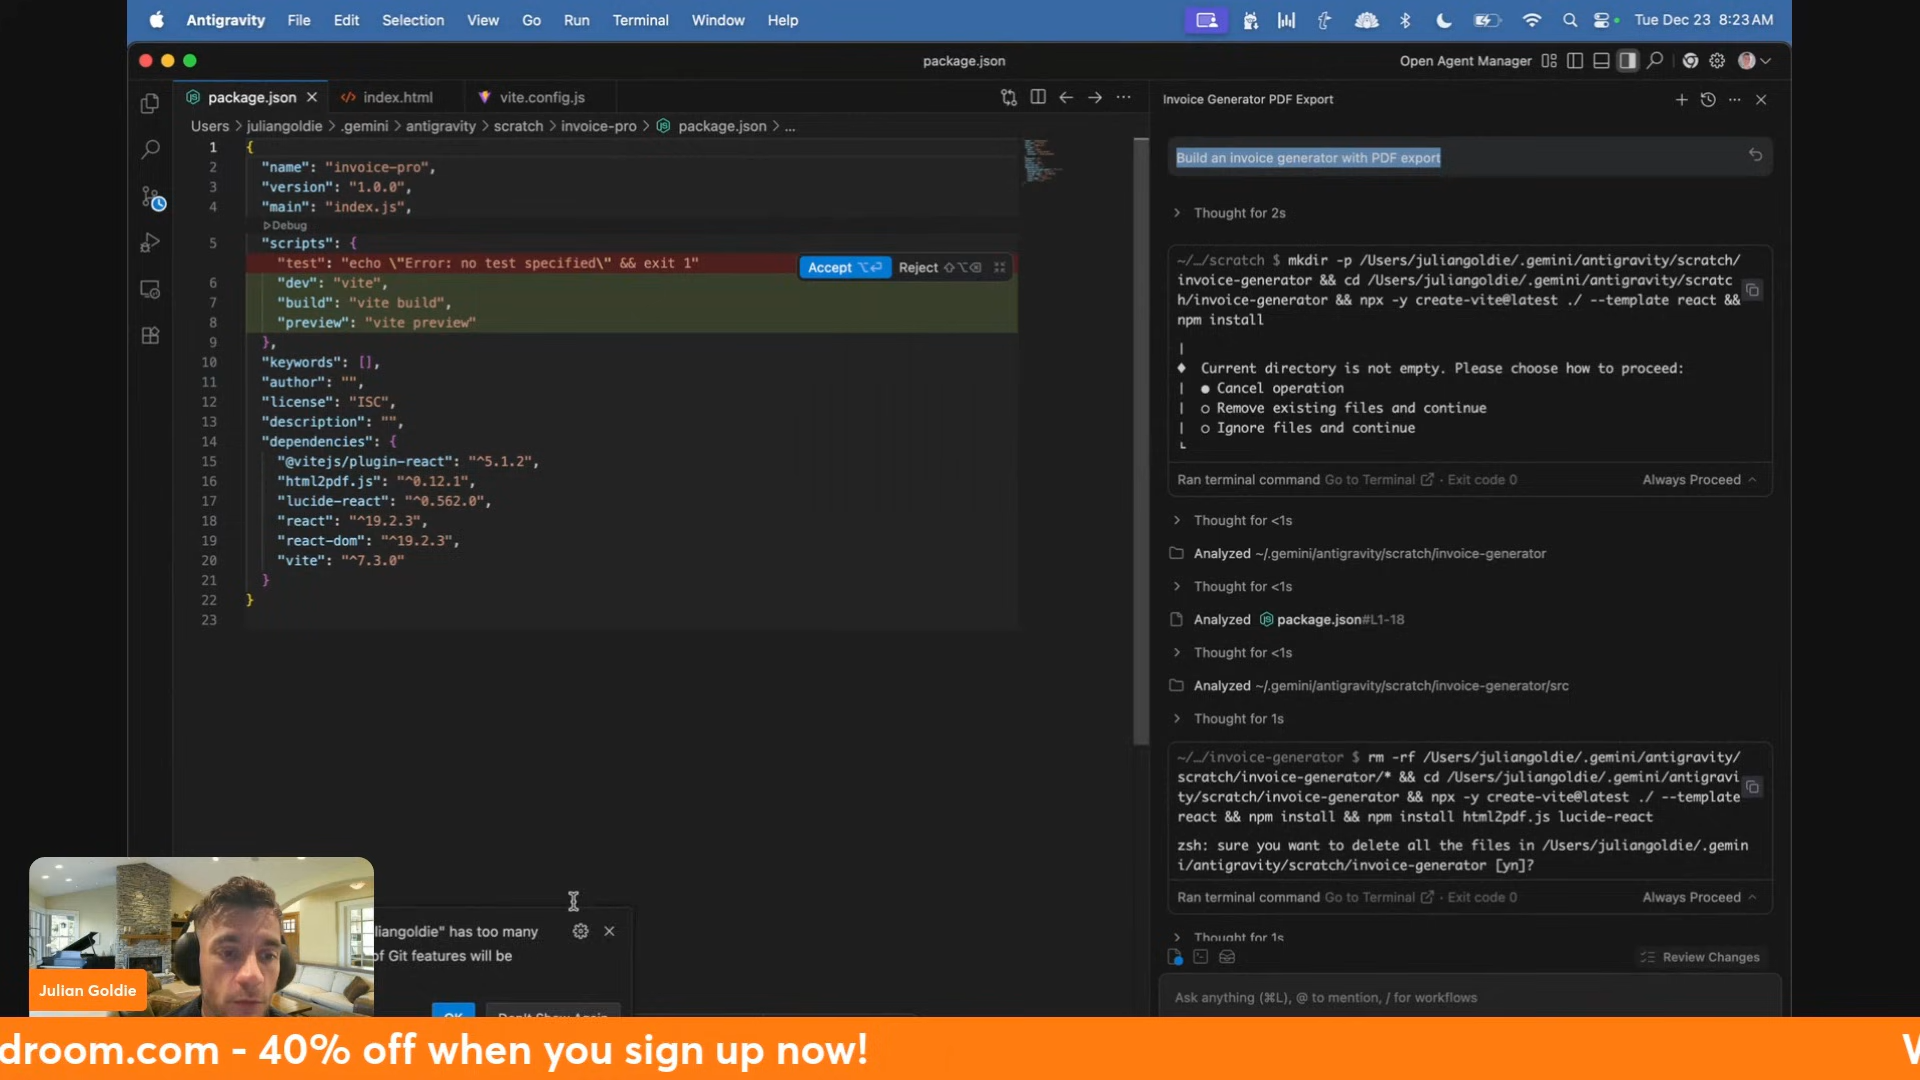 Antigravity File Edit Selection View Go Run Terminal Window Help
Tue Dec 23 8:23 AM
package.json
Open Agent Manager
package.json
index.html
vite.config.js
Users > juliangoldie > .gemini > antigravity > scratch > invoice-pro > package.json > ...
1 {
2 "name": "invoice-pro",
3 "version": "1.0.0",
4 "main": "index.js",
Debug
5 "scripts": {
"test": "echo \"Error: no test specified\" && exit 1"
Accept
Reject
6 "dev": "vite",
7 "build": "vite build",
8 "preview": "vite preview"
9 },
10 "keywords": [],
11 "author": "",
12 "license": "ISC",
13 "description": "",
14 "dependencies": {
15 "@vitejs/plugin-react": "^5.1.2",
16 "html2pdf.js": "^0.12.1",
17 "lucide-react": "^0.562.0",
18 "react": "^19.2.3",
19 "react-dom": "^19.2.3",
20 "vite": "^7.3.0"
21 }
22 }
23
Invoice Generator PDF Export
Build an invoice generator with PDF export
Thought for 2s
~/…/scratch $ mkdir -p /Users/juliangoldie/.gemini/antigravity/scratch/
invoice-generator && cd /Users/juliangoldie/.gemini/antigravity/scratc
h/invoice-generator && npx -y create-vite@latest ./ --template react &&
npm install
Current directory is not empty. Please choose how to proceed:
Cancel operation
Remove existing files and continue
Ignore files and continue
Ran terminal command Go to Terminal · Exit code 0 Always Proceed
Thought for <1s
Analyzed ~/.gemini/antigravity/scratch/invoice-generator
Thought for <1s
Analyzed package.json#L1-18
Thought for <1s
Analyzed ~/.gemini/antigravity/scratch/invoice-generator/src
Thought for 1s
~/…/invoice-generator $ rm -rf /Users/juliangoldie/.gemini/antigravity/
scratch/invoice-generator/* && cd /Users/juliangoldie/.gemini/antigravi
ty/scratch/invoice-generator && npx -y create-vite@latest ./ --template
react && npm install && npm install html2pdf.js lucide-react
zsh: sure you want to delete all the files in /Users/juliangoldie/.gemin
i/antigravity/scratch/invoice-generator [yn]?
Ran terminal command Go to Terminal · Exit code 0 Always Proceed
Thought for 1s
Review Changes
Ask anything (⌘L), @ to mention, / for workflows
liangoldie" has too many
of Git features will be
OK
Don't Show Again
Julian Goldie
droom.com - 40% off when you sign up now!